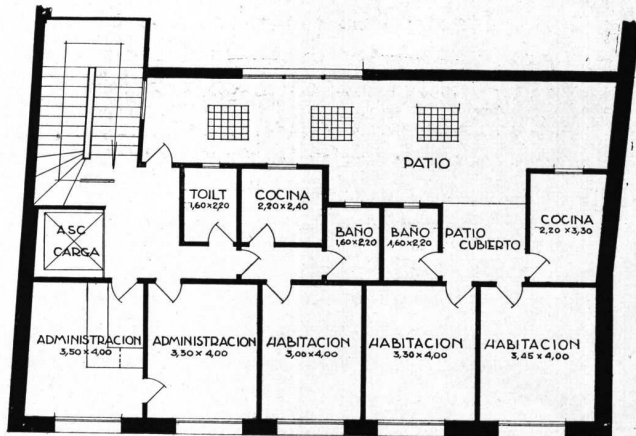 PATIO
TOILT
1,60×2,20
COCINA
2,20×2,40
BAÑO
1,60×2,20
BAÑO
1,60×2,20
PATIO
CUBIERTO
COCINA
2,20×3,30
ASC.
CARGA
ADMINISTRACION
3,50×4,00
ADMINISTRACION
3,30×4,00
HABITACION
3,06×4,00
HABITACION
3,30×4,00
HABITACION
3,45×4,00